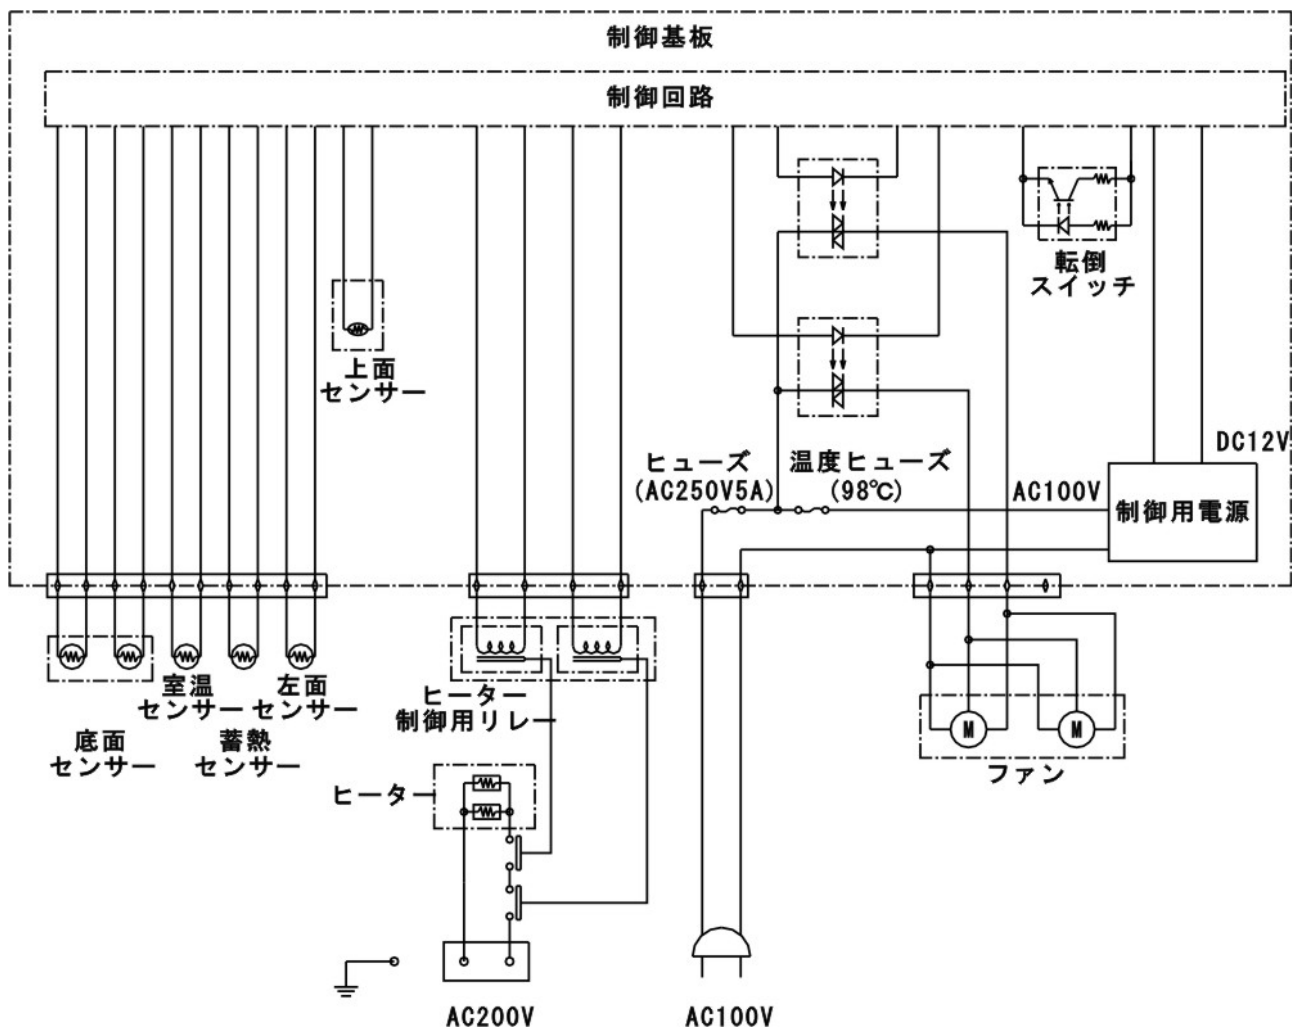 制御基板
制御回路
転倒
スイッチ
上面
センサー
DC12V
ヒューズ
(AC250V5A)
温度ヒューズ
(98℃)
AC100V
制御用電源
室温
センサー
左面
センサー
底面
センサー
蓄熱
センサー
ヒーター
制御用リレー
M
M
ファン
ヒーター
AC200V
AC100V